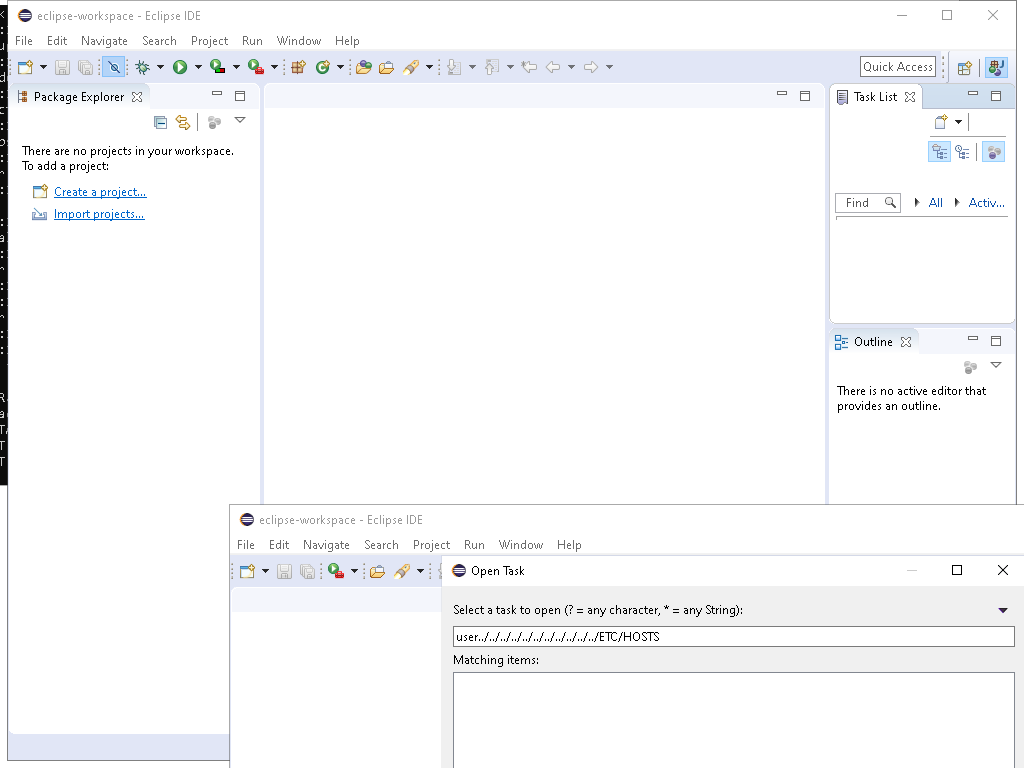 eclipse-workspace - Eclipse IDE
File Edit Navigate Search Project Run Window Help
Quick Access
Package Explorer
There are no projects in your workspace.
To add a project:
Create a project...
Import projects...
Task List
Find All Activ...
Outline
There is no active editor that
provides an outline.
eclipse-workspace - Eclipse IDE
File Edit Navigate Search Project Run Window Help
Open Task
Select a task to open (? = any character, * = any String):
user../../../../../../../../../../../ETC/HOSTS
Matching items: